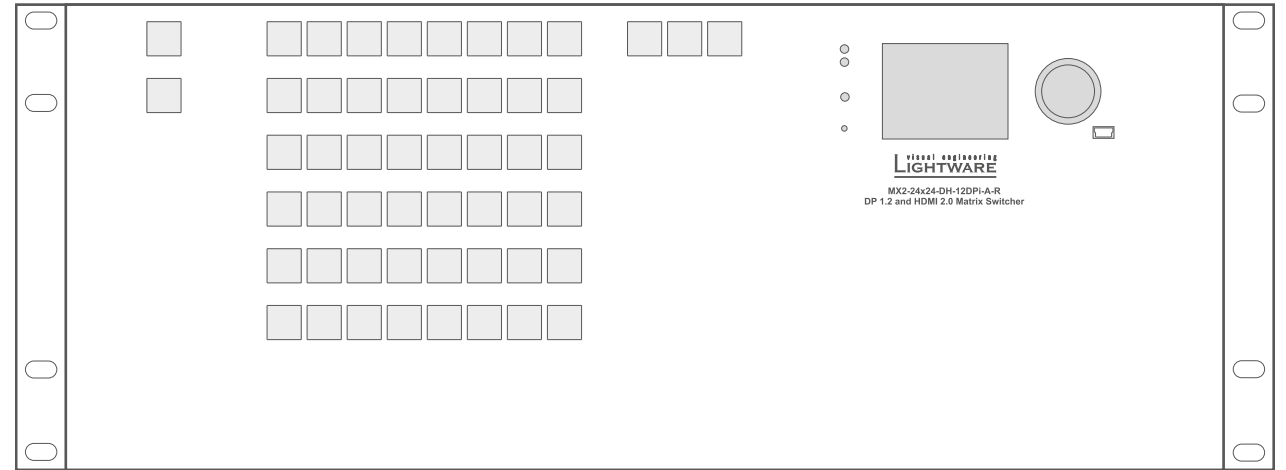 visual engineering
LIGHTWARE
MX2-24x24-DH-12DPi-A-R
DP 1.2 and HDMI 2.0 Matrix Switcher